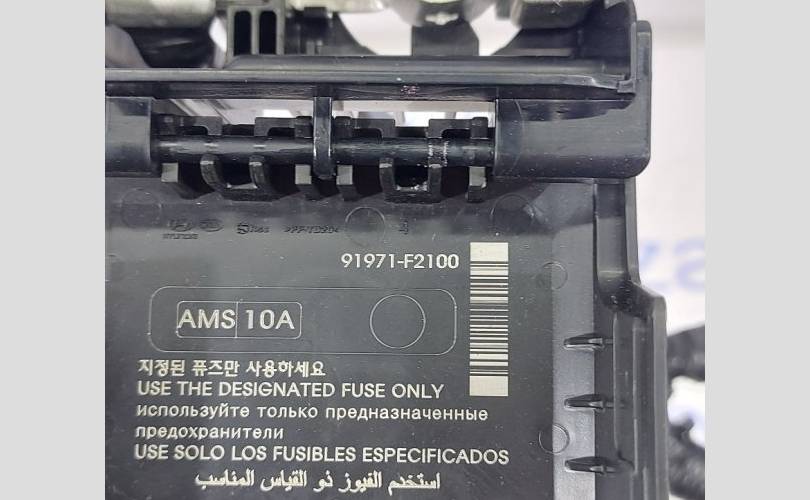 HYUNDAI
91971-F2100
AMS 10A
지정된 퓨즈만 사용하세요
USE THE DESIGNATED FUSE ONLY
используйте только предназначенные
предохранители
USE SOLO LOS FUSIBLES ESPECIFICADOS
استخدم الفيوز ذو القياس المناسب